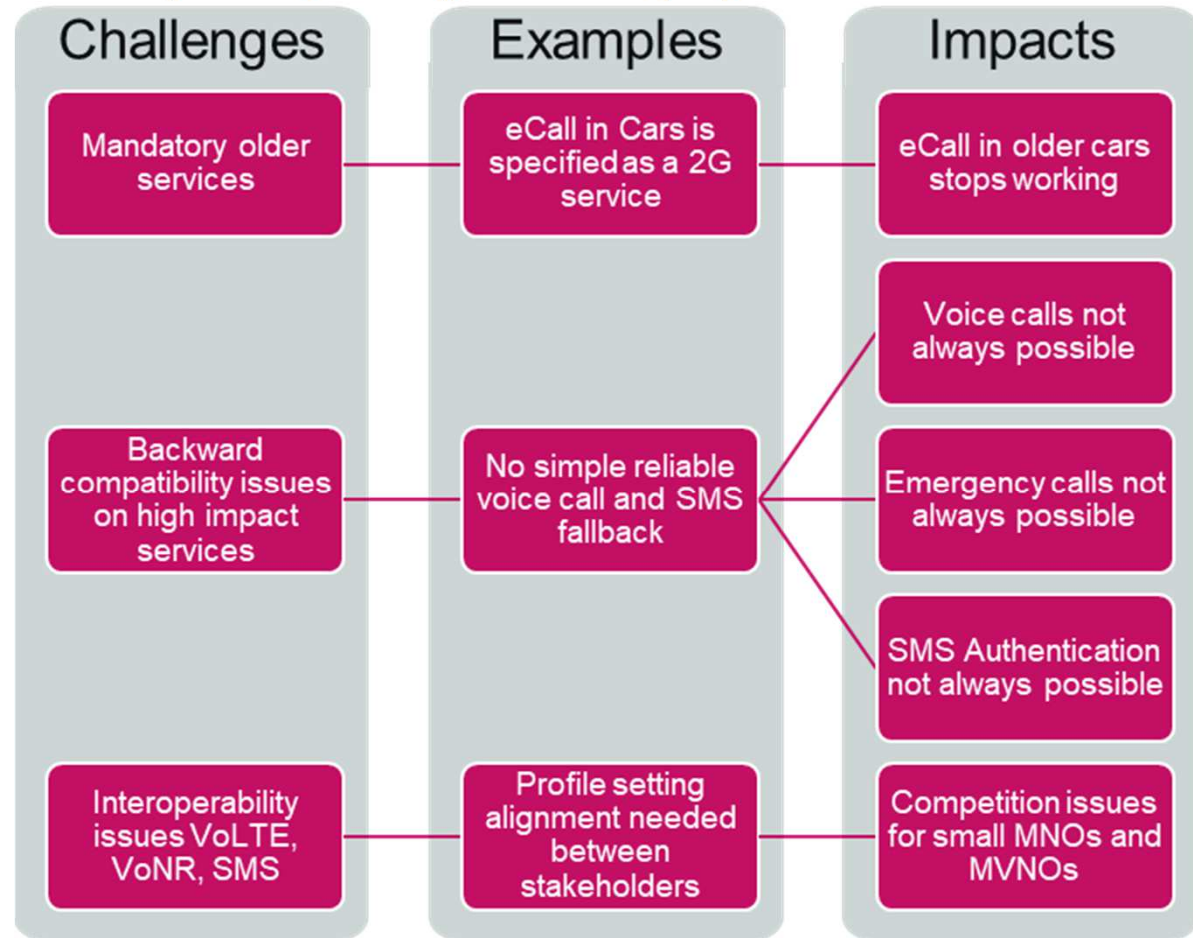 Challenges
Examples
Impacts
Mandatory older
services
eCall in Cars is
specified as a 2G
service
eCall in older cars
stops working
Voice calls not
always possible
Backward
compatibility issues
on high impact
services
No simple reliable
voice call and SMS
fallback
Emergency calls not
always possible
SMS Authentication
not always possible
Interoperability
issues VoLTE,
VoNR, SMS
Profile setting
alignment needed
between
stakeholders
Competition issues
for small MNOs and
MVNOs